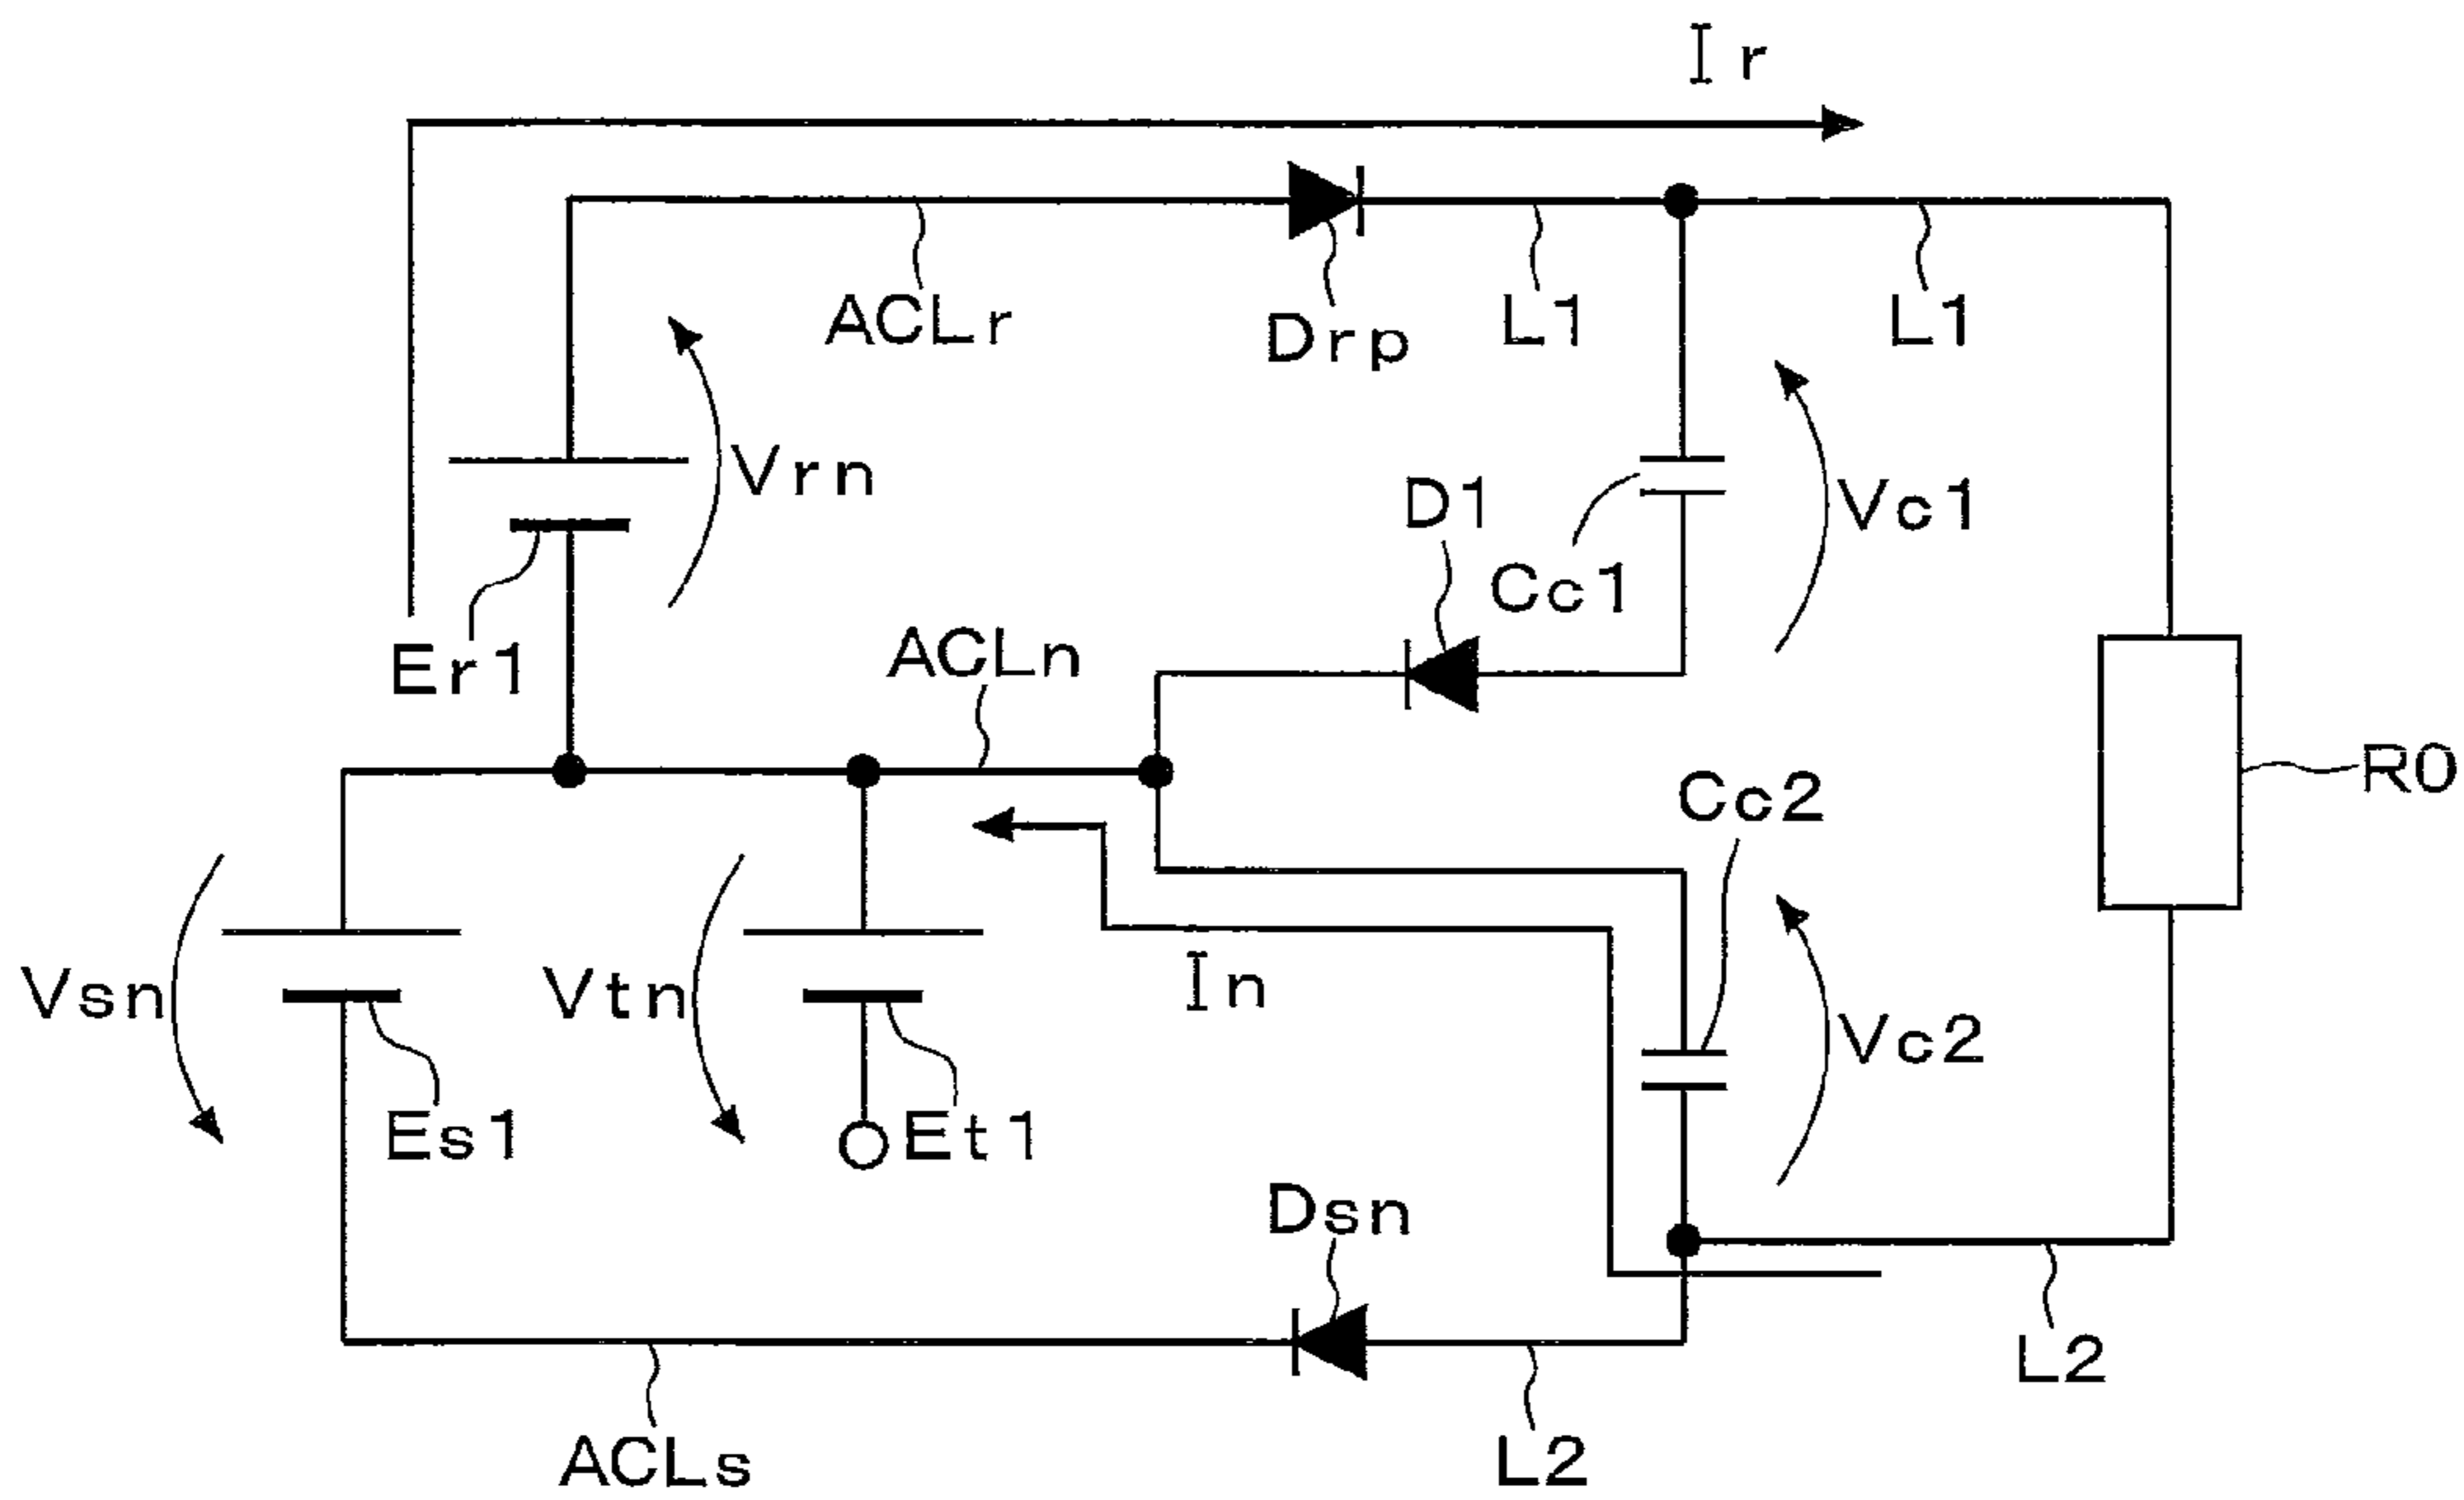 Ir
ACLr
Drp
L1
L1
Vrn
D1
Vc1
Cc1
Er1
ACLn
R0
Cc2
Vsn
Vtn
In
Vc2
Es1
Et1
Dsn
L2
ACLs
L2